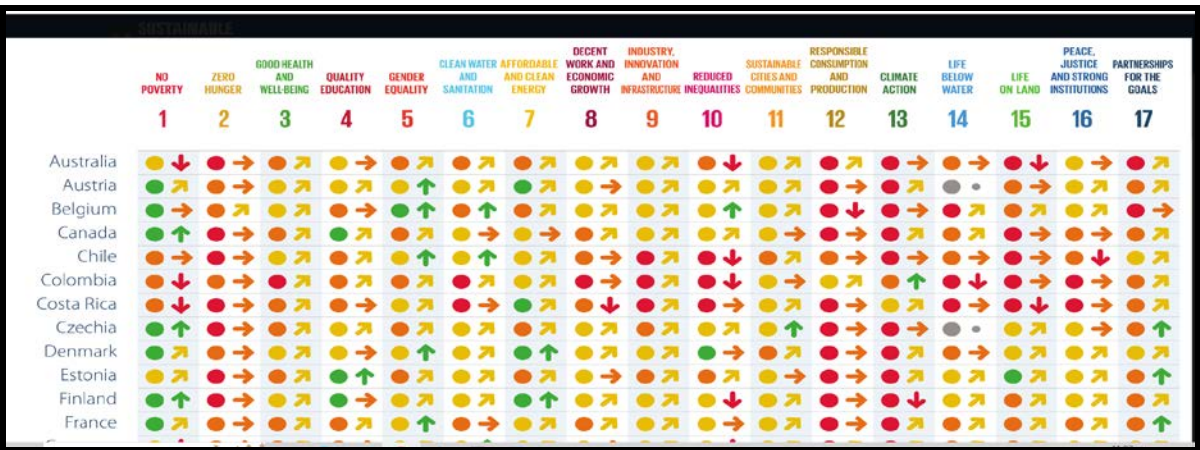 SUSTAINABLE
NO POVERTY
ZERO HUNGER
GOOD HEALTH AND WELL-BEING
QUALITY EDUCATION
GENDER EQUALITY
CLEAN WATER AND SANITATION
AFFORDABLE AND CLEAN ENERGY
DECENT WORK AND ECONOMIC GROWTH
INDUSTRY, INNOVATION AND INFRASTRUCTURE
REDUCED INEQUALITIES
SUSTAINABLE CITIES AND COMMUNITIES
RESPONSIBLE CONSUMPTION AND PRODUCTION
CLIMATE ACTION
LIFE BELOW WATER
LIFE ON LAND
PEACE, JUSTICE AND STRONG INSTITUTIONS
PARTNERSHIPS FOR THE GOALS
1 2 3 4 5 6 7 8 9 10 11 12 13 14 15 16 17
Australia
Austria
Belgium
Canada
Chile
Colombia
Costa Rica
Czechia
Denmark
Estonia
Finland
France